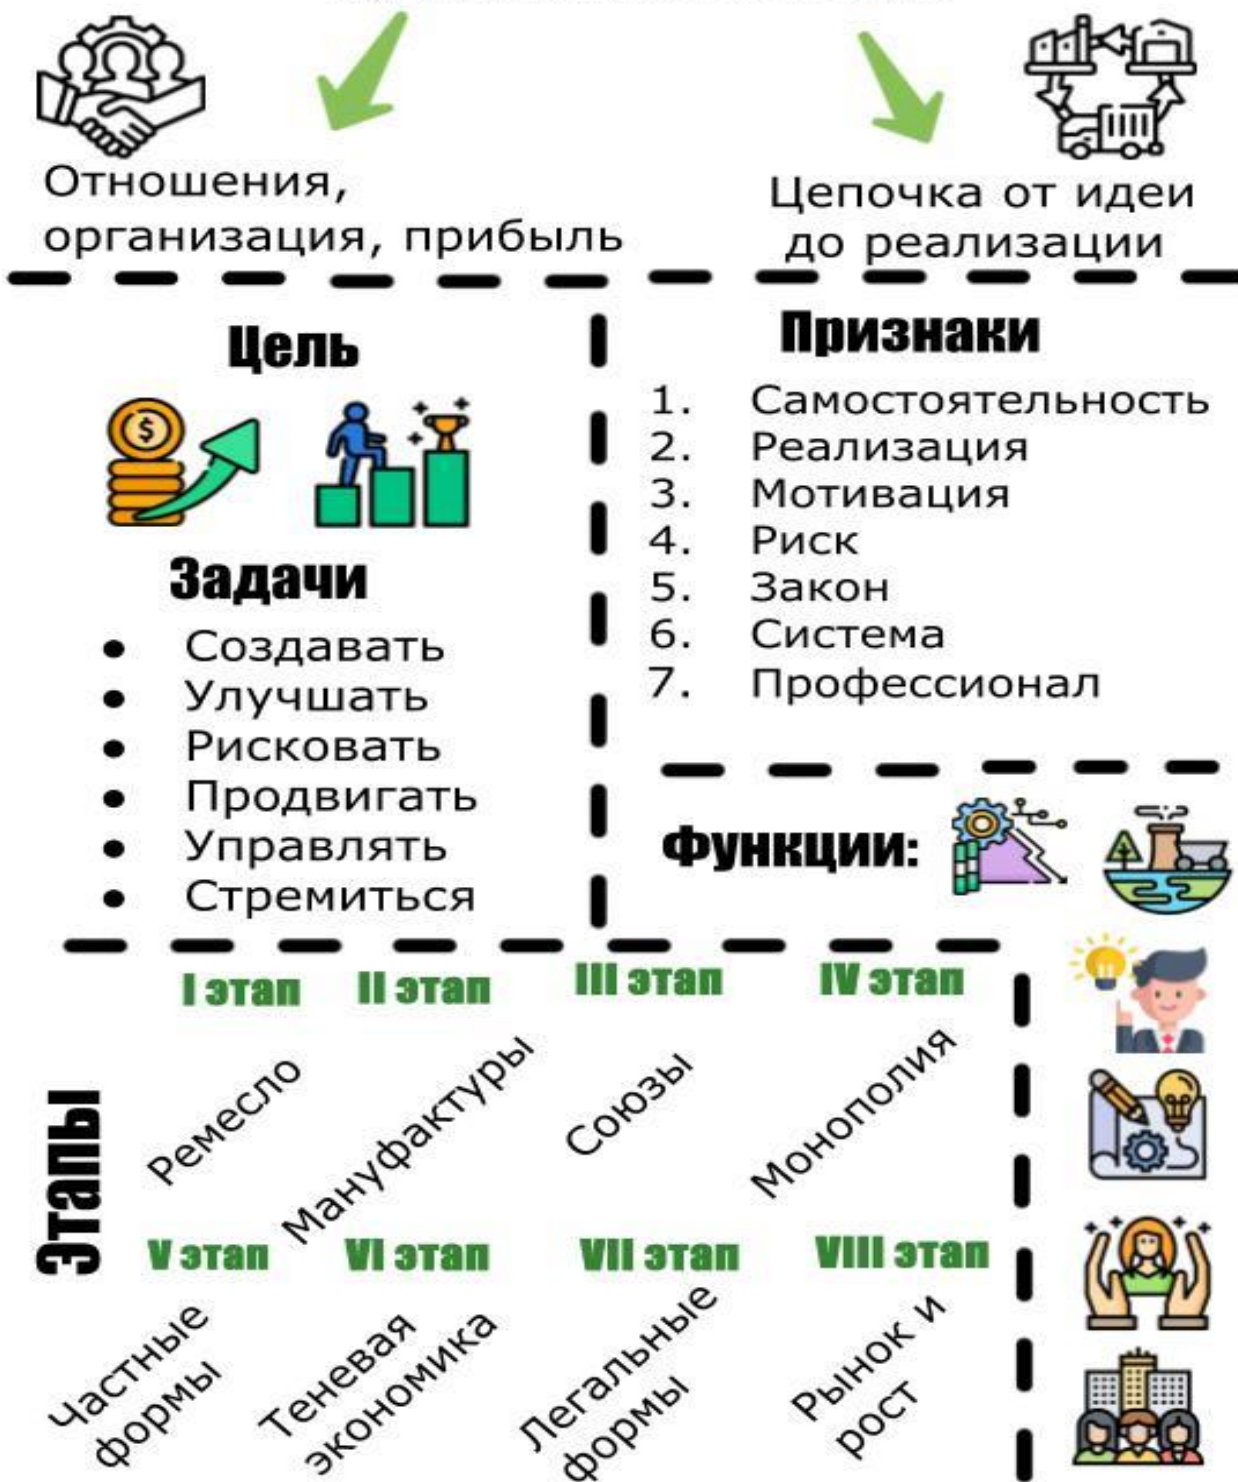 Отношения,
организация, прибыль
Цепочка от идеи
до реализации
Цель
$
Задачи
• Создавать
• Улучшать
• Рисковать
• Продвигать
• Управлять
• Стремиться
Признаки
1. Самостоятельность
2. Реализация
3. Мотивация
4. Риск
5. Закон
6. Система
7. Профессионал
Функции:
Этапы
I этап
Ремесло
II этап
Мануфактуры
III этап
Союзы
IV этап
Монополия
V этап
Частные
формы
VI этап
Теневая
экономика
VII этап
Легальные
формы
VIII этап
Рынок и
рост